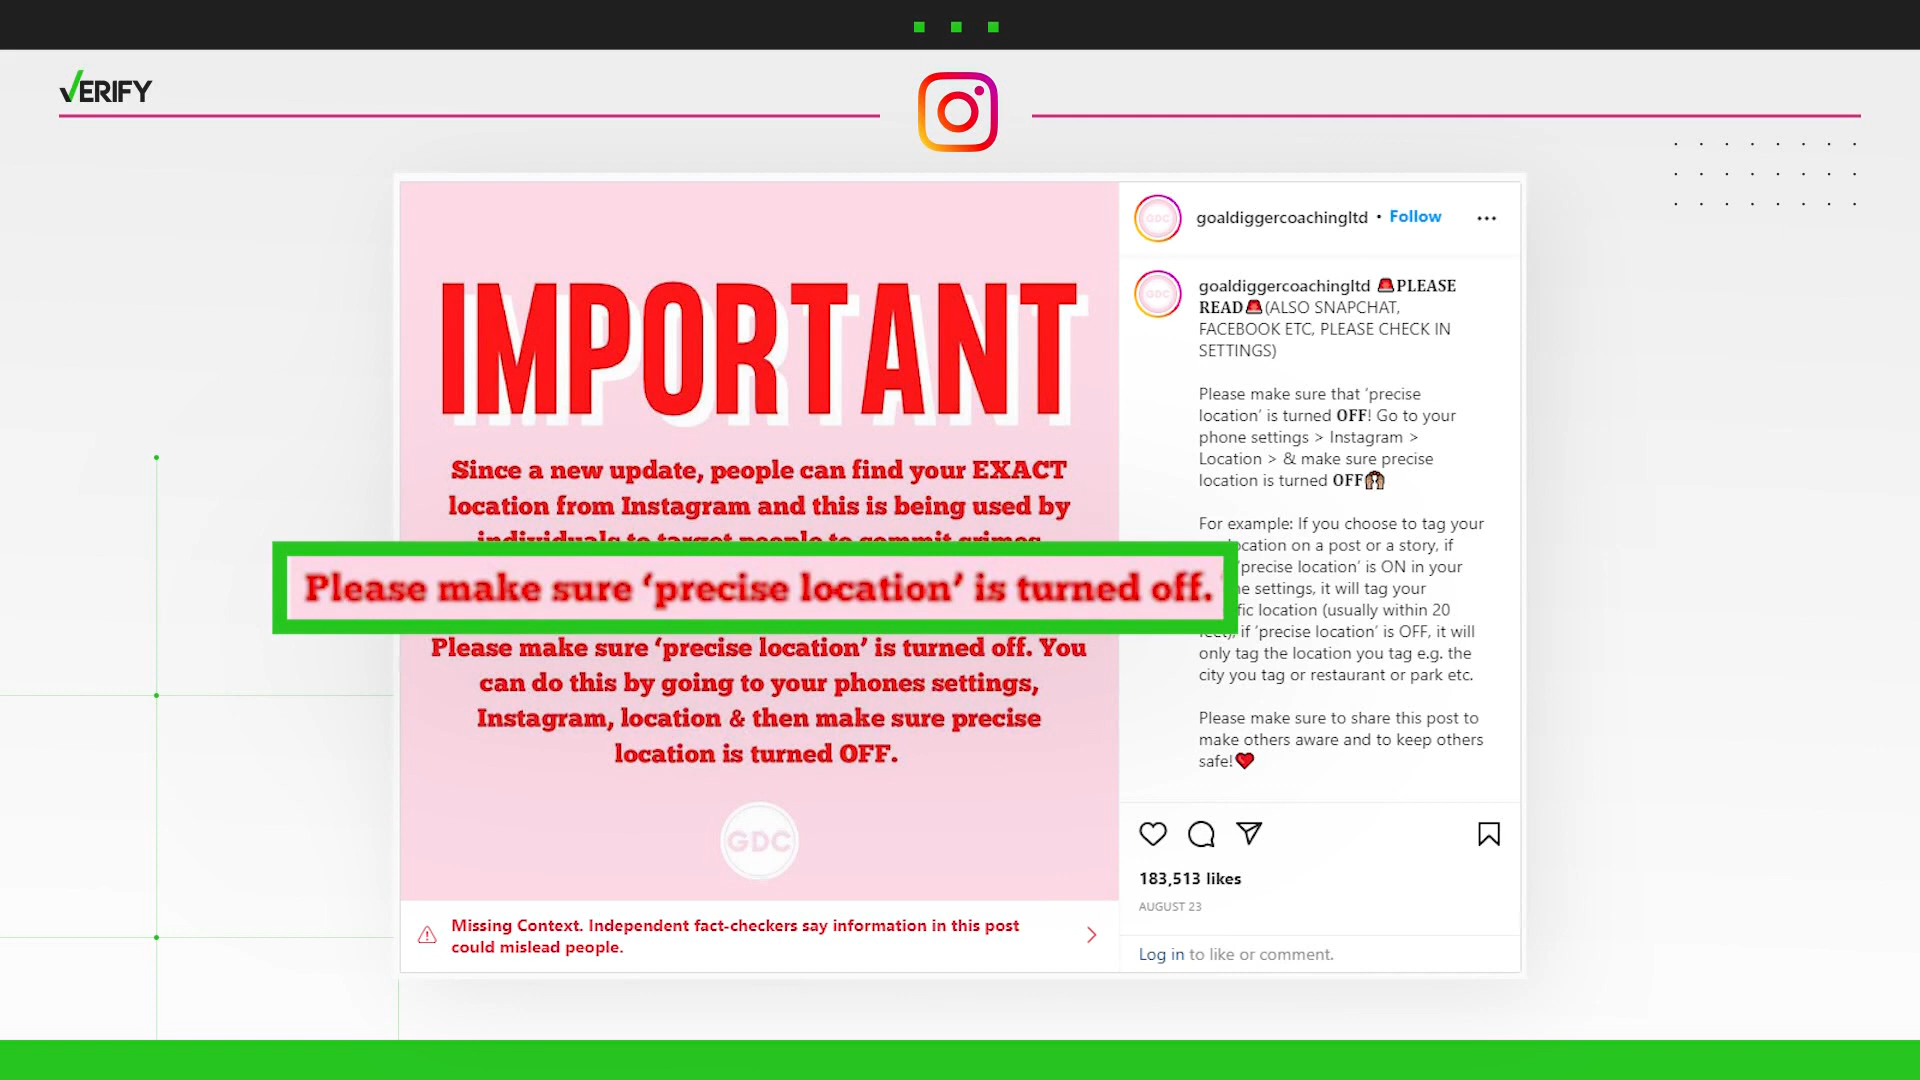 VERIFY
IMPORTANT
Since a new update, people can find your EXACT
location from Instagram and this is being used by
individuals to target people to commit crimes.
Please make sure ‘precise location’ is turned off.
Please make sure ‘precise location’ is turned off. You
can do this by going to your phones settings,
Instagram, location & then make sure precise
location is turned OFF.
GDC
Missing Context. Independent fact-checkers say information in this post
could mislead people.
GDC
goaldiggercoachingltd • Follow
GDC
goaldiggercoachingltd 🚨PLEASE
READ🚨(ALSO SNAPCHAT,
FACEBOOK ETC, PLEASE CHECK IN
SETTINGS)
Please make sure that ‘precise
location’ is turned OFF! Go to your
phone settings > Instagram >
Location > & make sure precise
location is turned OFF
For example: If you choose to tag your
location on a post or a story, if
‘precise location’ is ON in your
settings, it will tag your
location (usually within 20
if ‘precise location’ is OFF, it will
only tag the location you tag e.g. the
city you tag or restaurant or park etc.
Please make sure to share this post to
make others aware and to keep others
safe!❤️
183,513 likes
AUGUST 23
Log in to like or comment.